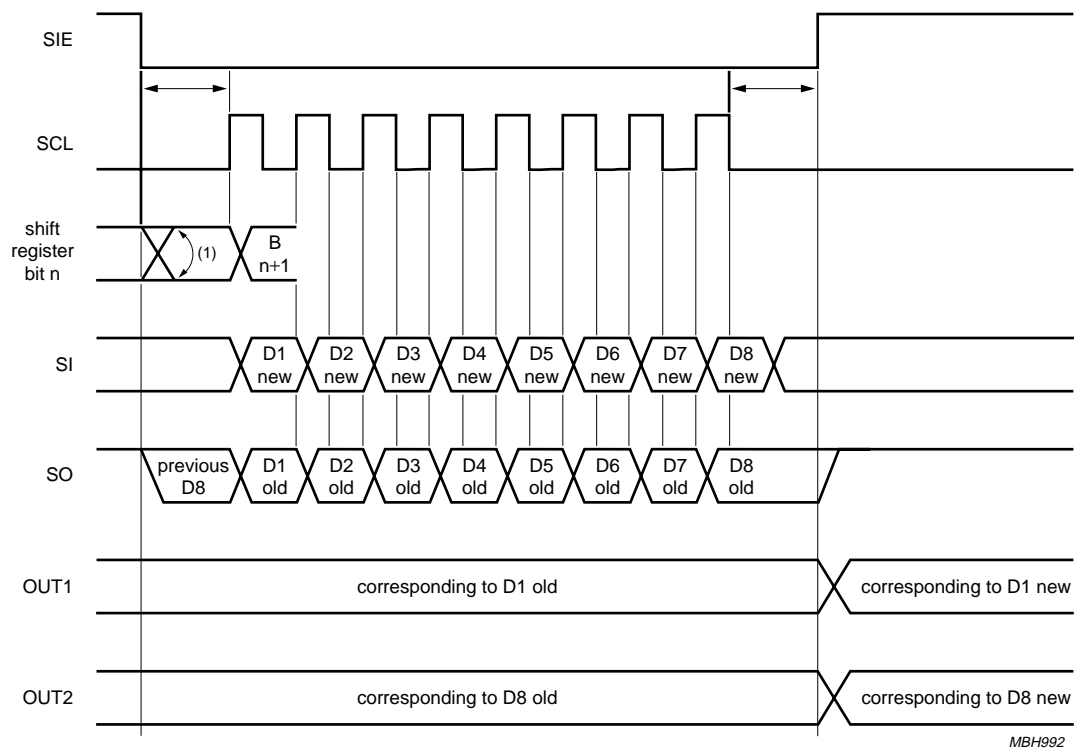 SIE
SCL
shift
register
bit n
(1)
B
n+1
SI
D1
new
D2
new
D3
new
D4
new
D5
new
D6
new
D7
new
D8
new
SO
previous
D8
D1
old
D2
old
D3
old
D4
old
D5
old
D6
old
D7
old
D8
old
OUT1
corresponding to D1 old
corresponding to D1 new
OUT2
corresponding to D8 old
corresponding to D8 new
MBH992